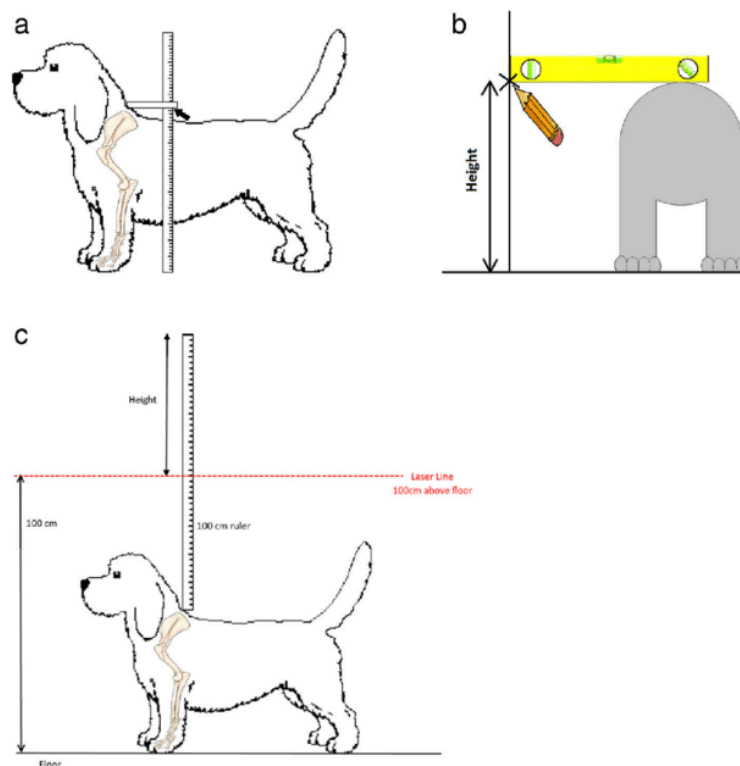 a
b
Height
c
Height
Laser Line
100cm above floor
100 cm
100 cm ruler
Floor